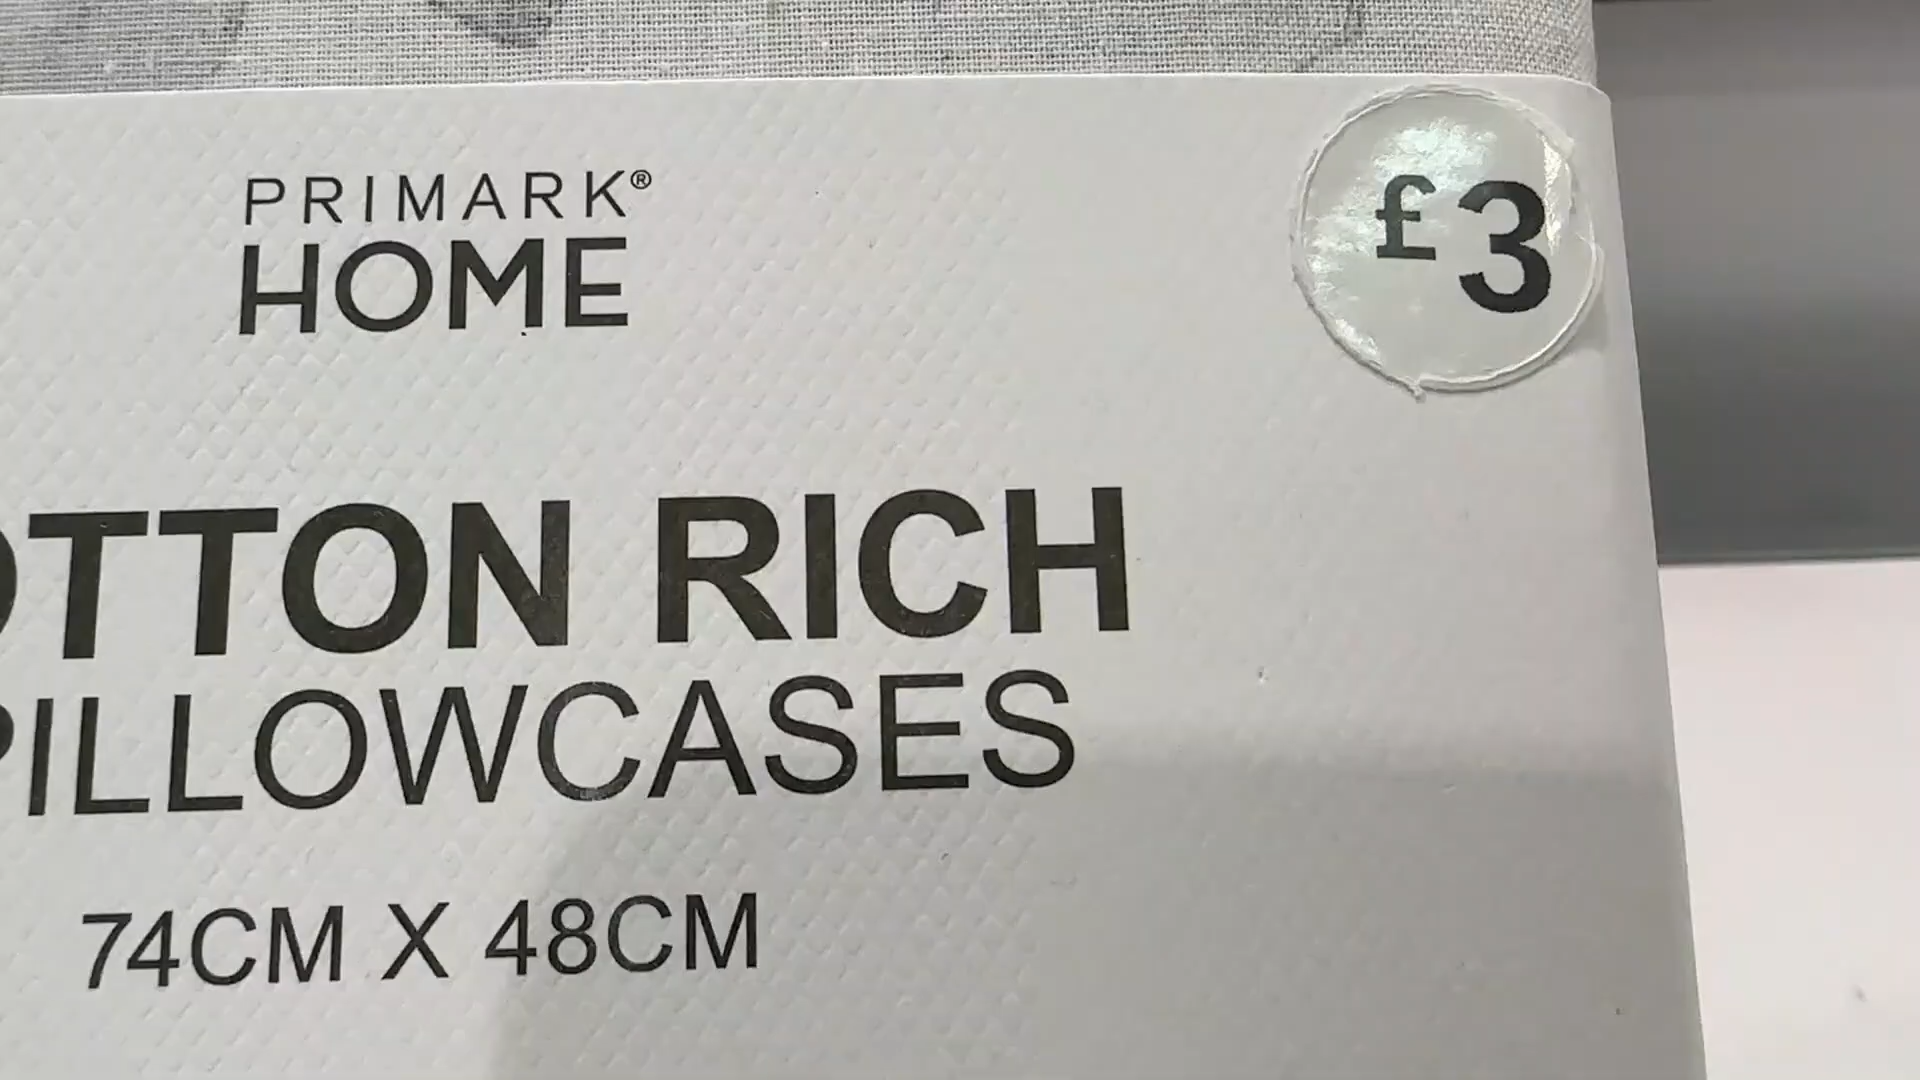 PRIMARK®
HOME
£3
OTTON RICH
PILLOWCASES
74CM X 48CM